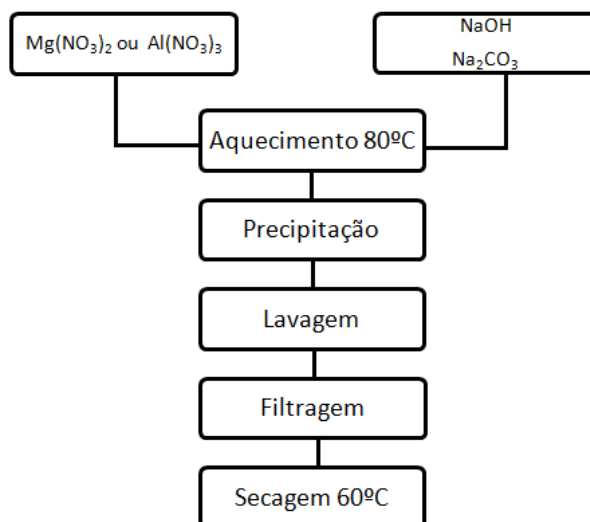 Mg(NO₃)₂ ou Al(NO₃)₃
NaOH
Na₂CO₃
Aquecimento 80ºC
Precipitação
Lavagem
Filtragem
Secagem 60ºC